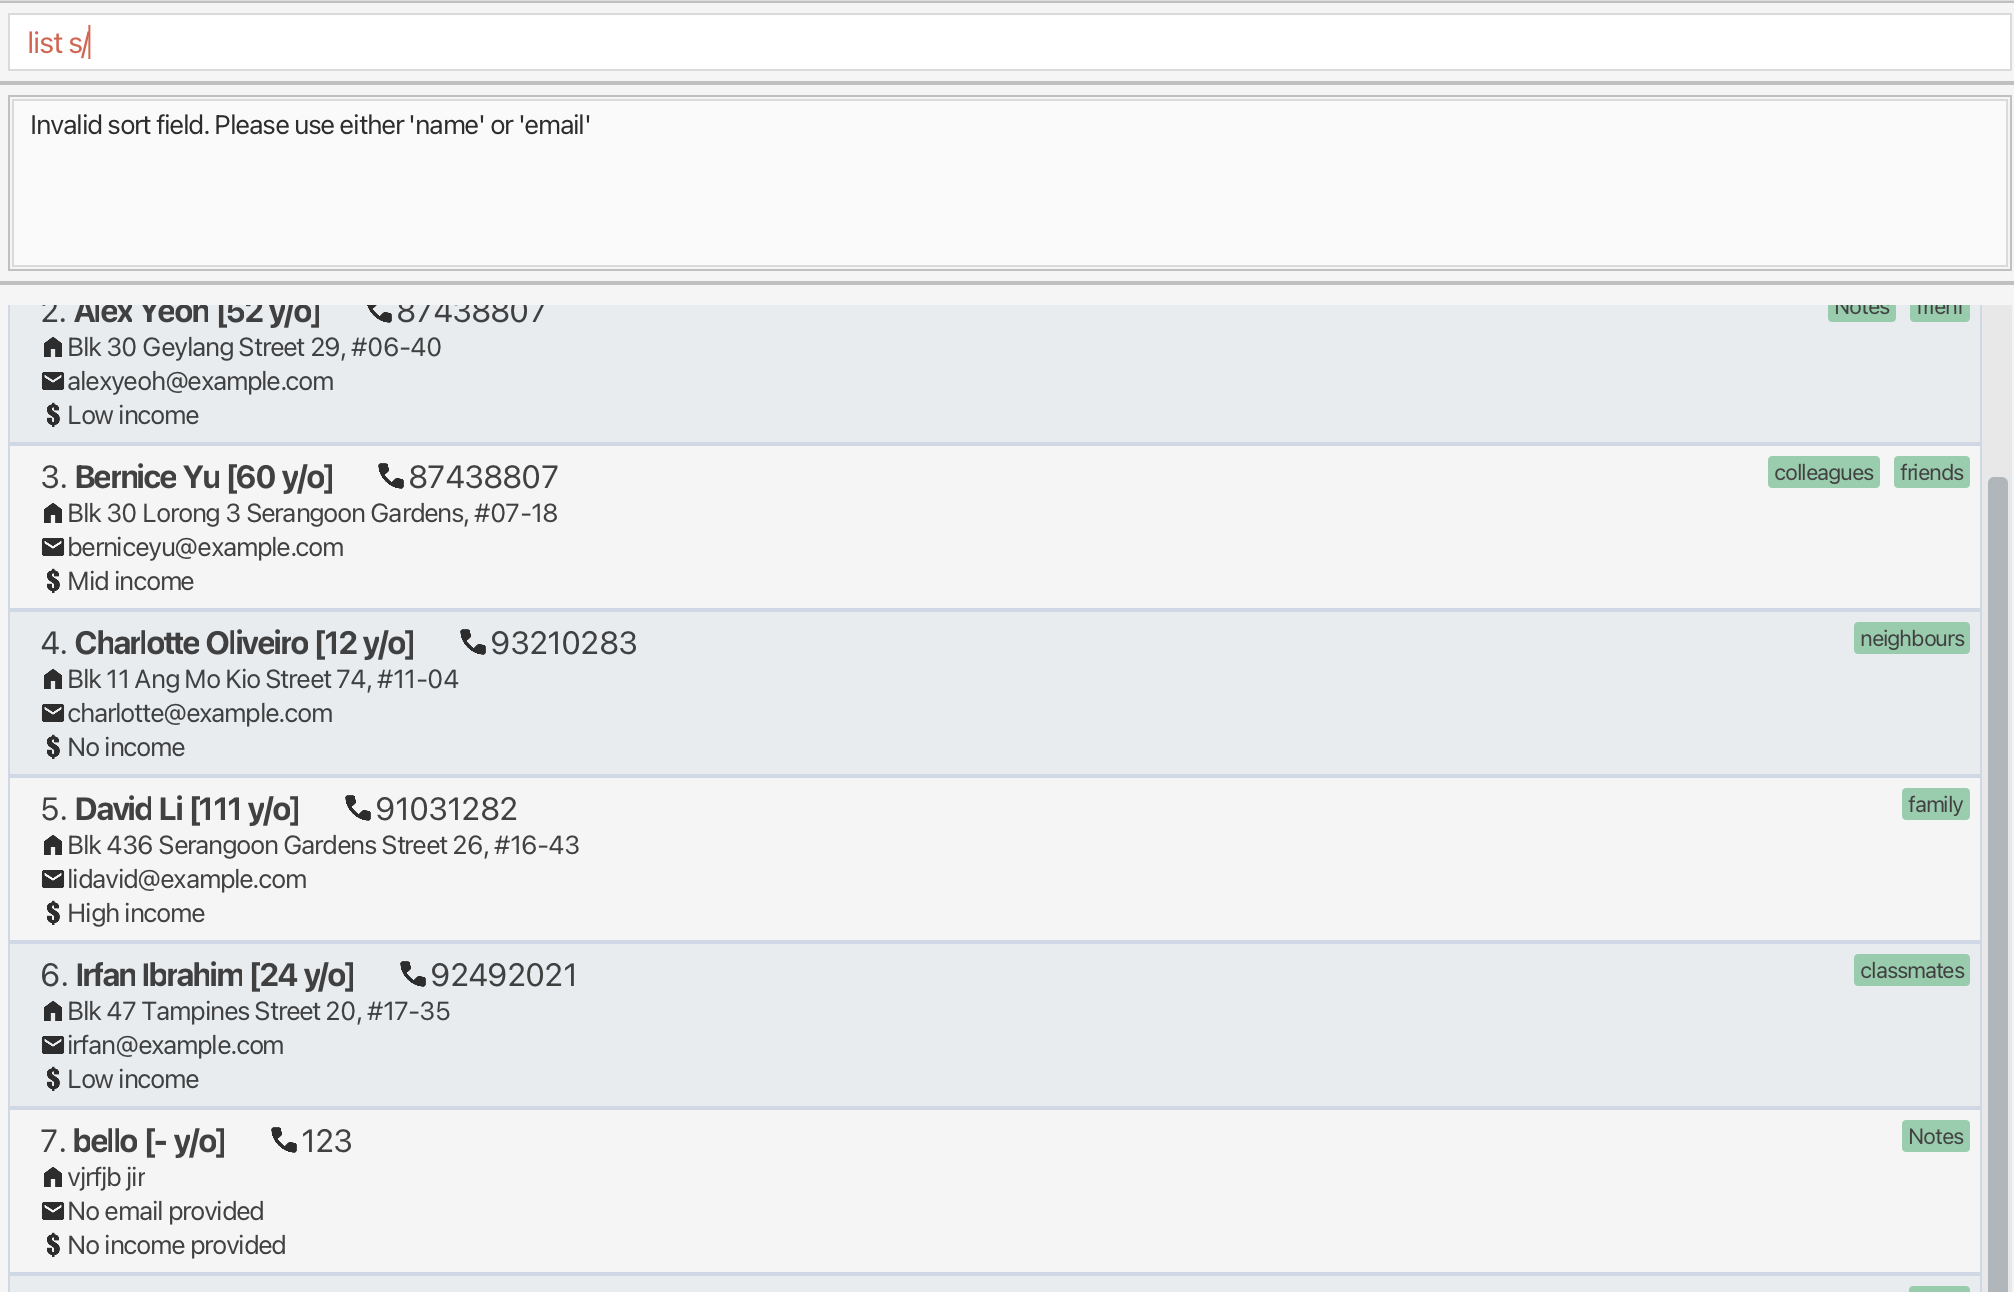 list s/
Invalid sort field. Please use either 'name' or 'email'
2. Alex Yeoh [52 y/o] 87438807 Notes
Blk 30 Geylang Street 29, #06-40
alexyeoh@example.com
$ Low income
3. Bernice Yu [60 y/o] 87438807 colleagues friends
Blk 30 Lorong 3 Serangoon Gardens, #07-18
berniceyu@example.com
$ Mid income
4. Charlotte Oliveiro [12 y/o] 93210283 neighbours
Blk 11 Ang Mo Kio Street 74, #11-04
charlotte@example.com
$ No income
5. David Li [111 y/o] 91031282 family
Blk 436 Serangoon Gardens Street 26, #16-43
lidavid@example.com
$ High income
6. Irfan Ibrahim [24 y/o] 92492021 classmates
Blk 47 Tampines Street 20, #17-35
irfan@example.com
$ Low income
7. bello [- y/o] 123 Notes
vjrfjb jir
No email provided
$ No income provided